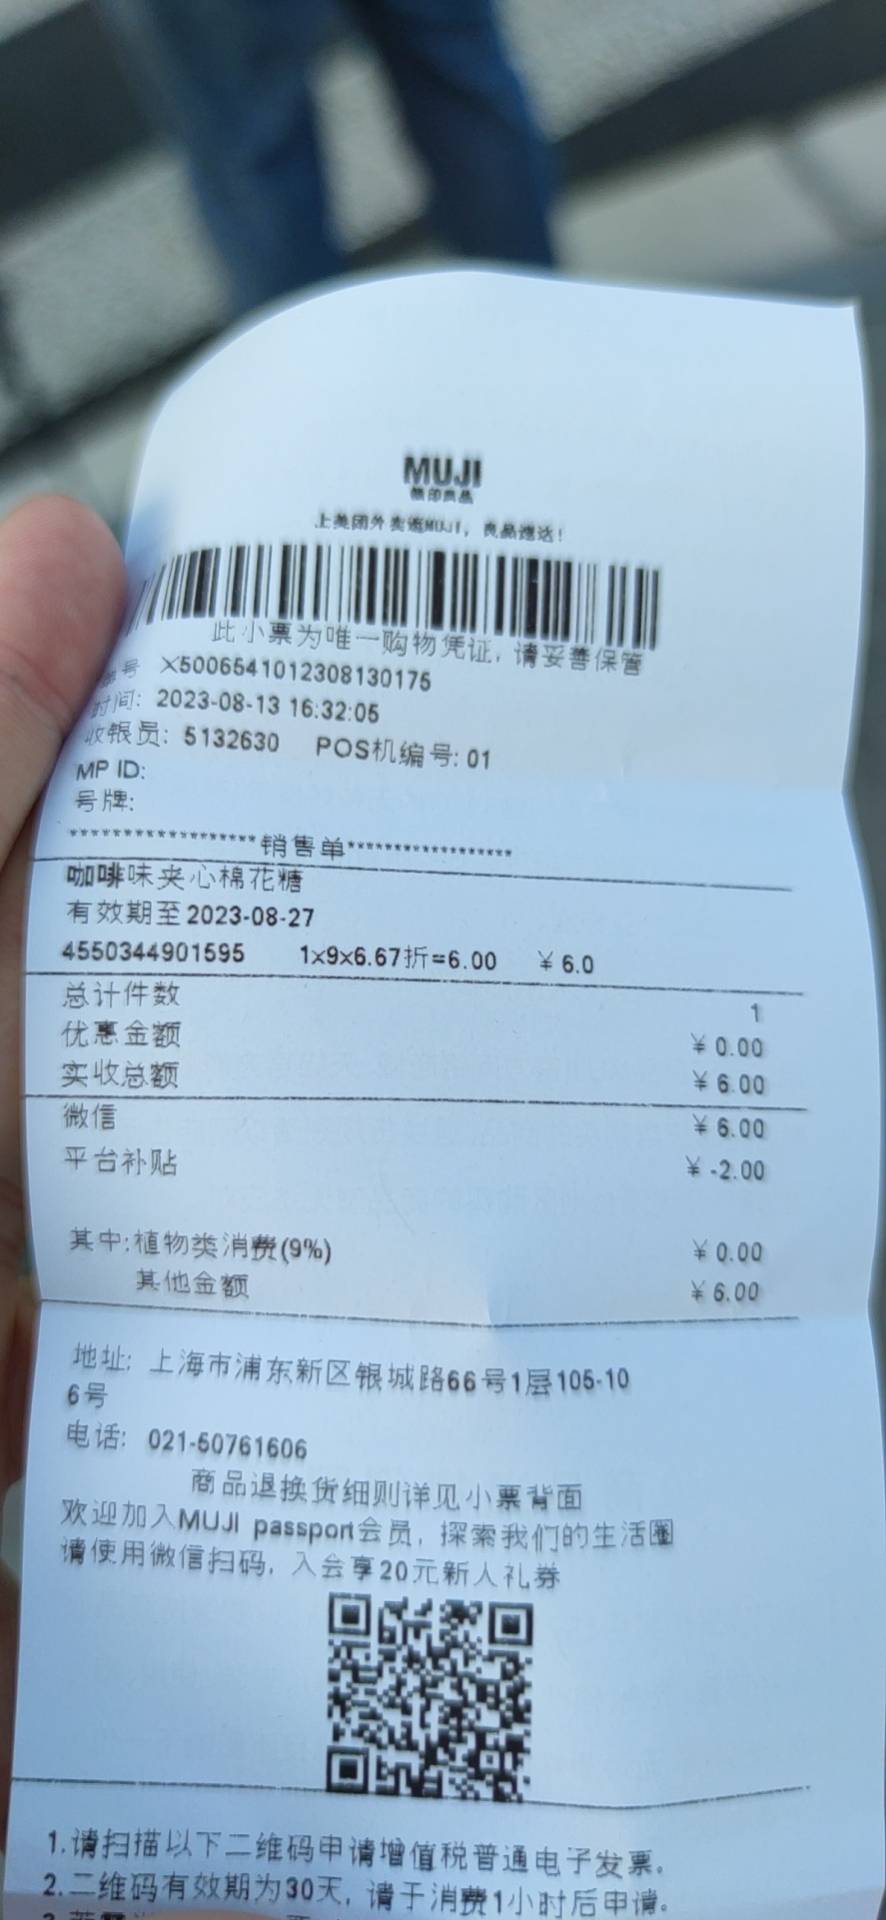 MUJI
無印良品
上美团外卖逛MUJI，良品速达！
此小票为唯一购物凭证，请妥善保管
单号 X5006541012308130175
时间: 2023-08-13 16:32:05
收银员: 5132630 POS机编号: 01
MP ID:
号牌:
******************销售单******************
咖啡味夹心棉花糖
有效期至2023-08-27
4550344901595 1×9×6.67折=6.00 ￥6.0
总计件数 1
优惠金额 ￥0.00
实收总额 ￥6.00
微信 ￥6.00
平台补贴 ￥-2.00
其中:植物类消费(9%) ￥0.00
其他金额 ￥6.00
地址: 上海市浦东新区银城路66号1层105-10
6号
电话: 021-50761606
商品退换货细则详见小票背面
欢迎加入MUJI passport会员，探索我们的生活圈
请使用微信扫码，入会享20元新人礼券
1.请扫描以下二维码申请增值税普通电子发票。
2.二维码有效期为30天，请于消费1小时后申请。